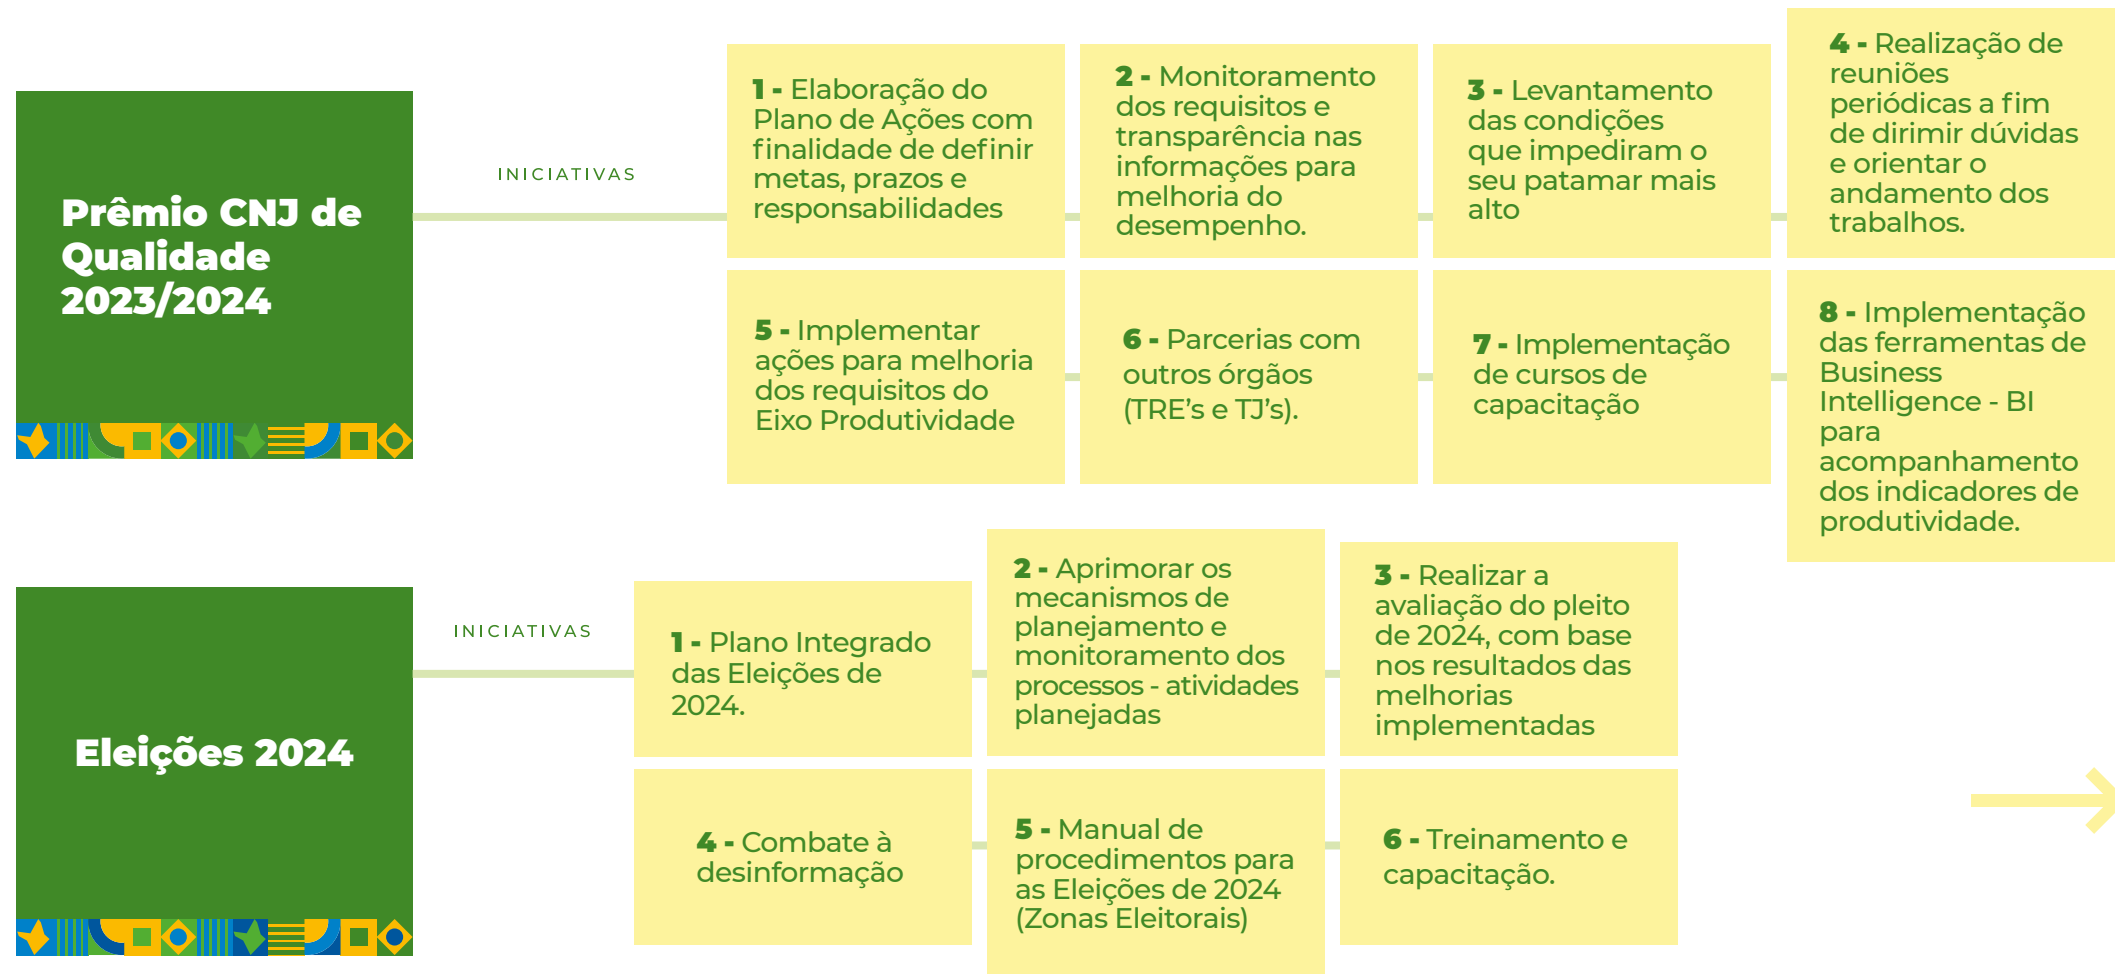 Prêmio CNJ de
Qualidade
2023/2024
INICIATIVAS
1 - Elaboração do
Plano de Ações com
finalidade de definir
metas, prazos e
responsabilidades
2 - Monitoramento
dos requisitos e
transparência nas
informações para
melhoria do
desempenho.
3 - Levantamento
das condições
que impediram o
seu patamar mais
alto
4 - Realização de
reuniões
periódicas a fim
de dirimir dúvidas
e orientar o
andamento dos
trabalhos.
5 - Implementar
ações para melhoria
dos requisitos do
Eixo Produtividade
6 - Parcerias com
outros órgãos
(TRE's e TJ's).
7 - Implementação
de cursos de
capacitação
8 - Implementação
das ferramentas de
Business
Intelligence - BI
para
acompanhamento
dos indicadores de
produtividade.
Eleições 2024
INICIATIVAS
1 - Plano Integrado
das Eleições de
2024.
2 - Aprimorar os
mecanismos de
planejamento e
monitoramento dos
processos - atividades
planejadas
3 - Realizar a
avaliação do pleito
de 2024, com base
nos resultados das
melhorias
implementadas
4 - Combate à
desinformação
5 - Manual de
procedimentos para
as Eleições de 2024
(Zonas Eleitorais)
6 - Treinamento e
capacitação.